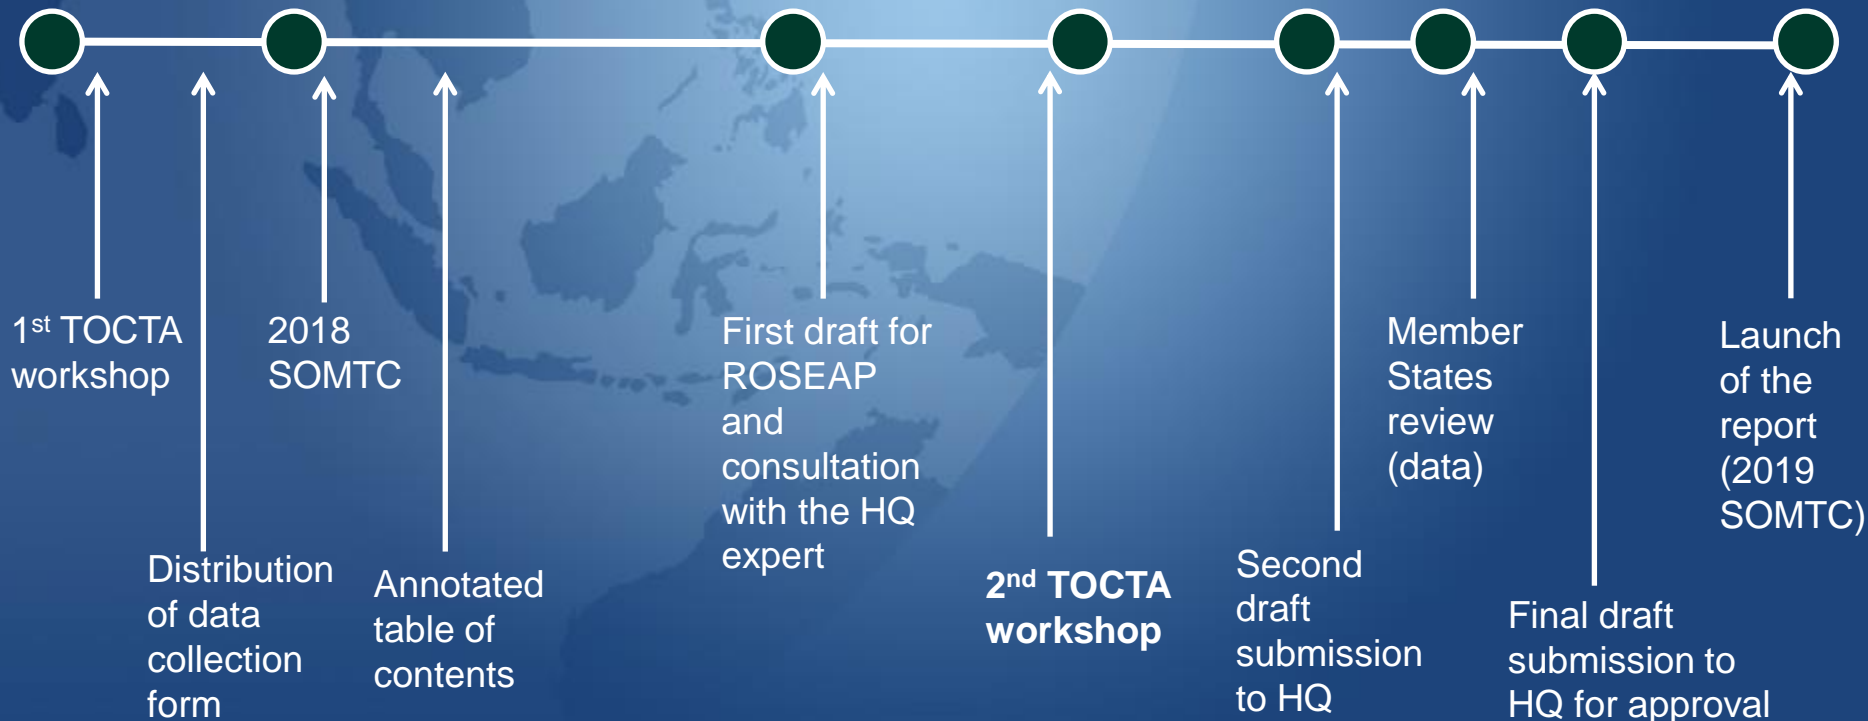 1st TOCTA
workshop
Distribution
of data
collection
form
2018
SOMTC
Annotated
table of
contents
First draft for
ROSEAP
and
consultation
with the HQ
expert
2nd TOCTA
workshop
Second
draft
submission
to HQ
Member
States
review
(data)
Final draft
submission to
HQ for approval
Launch
of the
report
(2019
SOMTC)